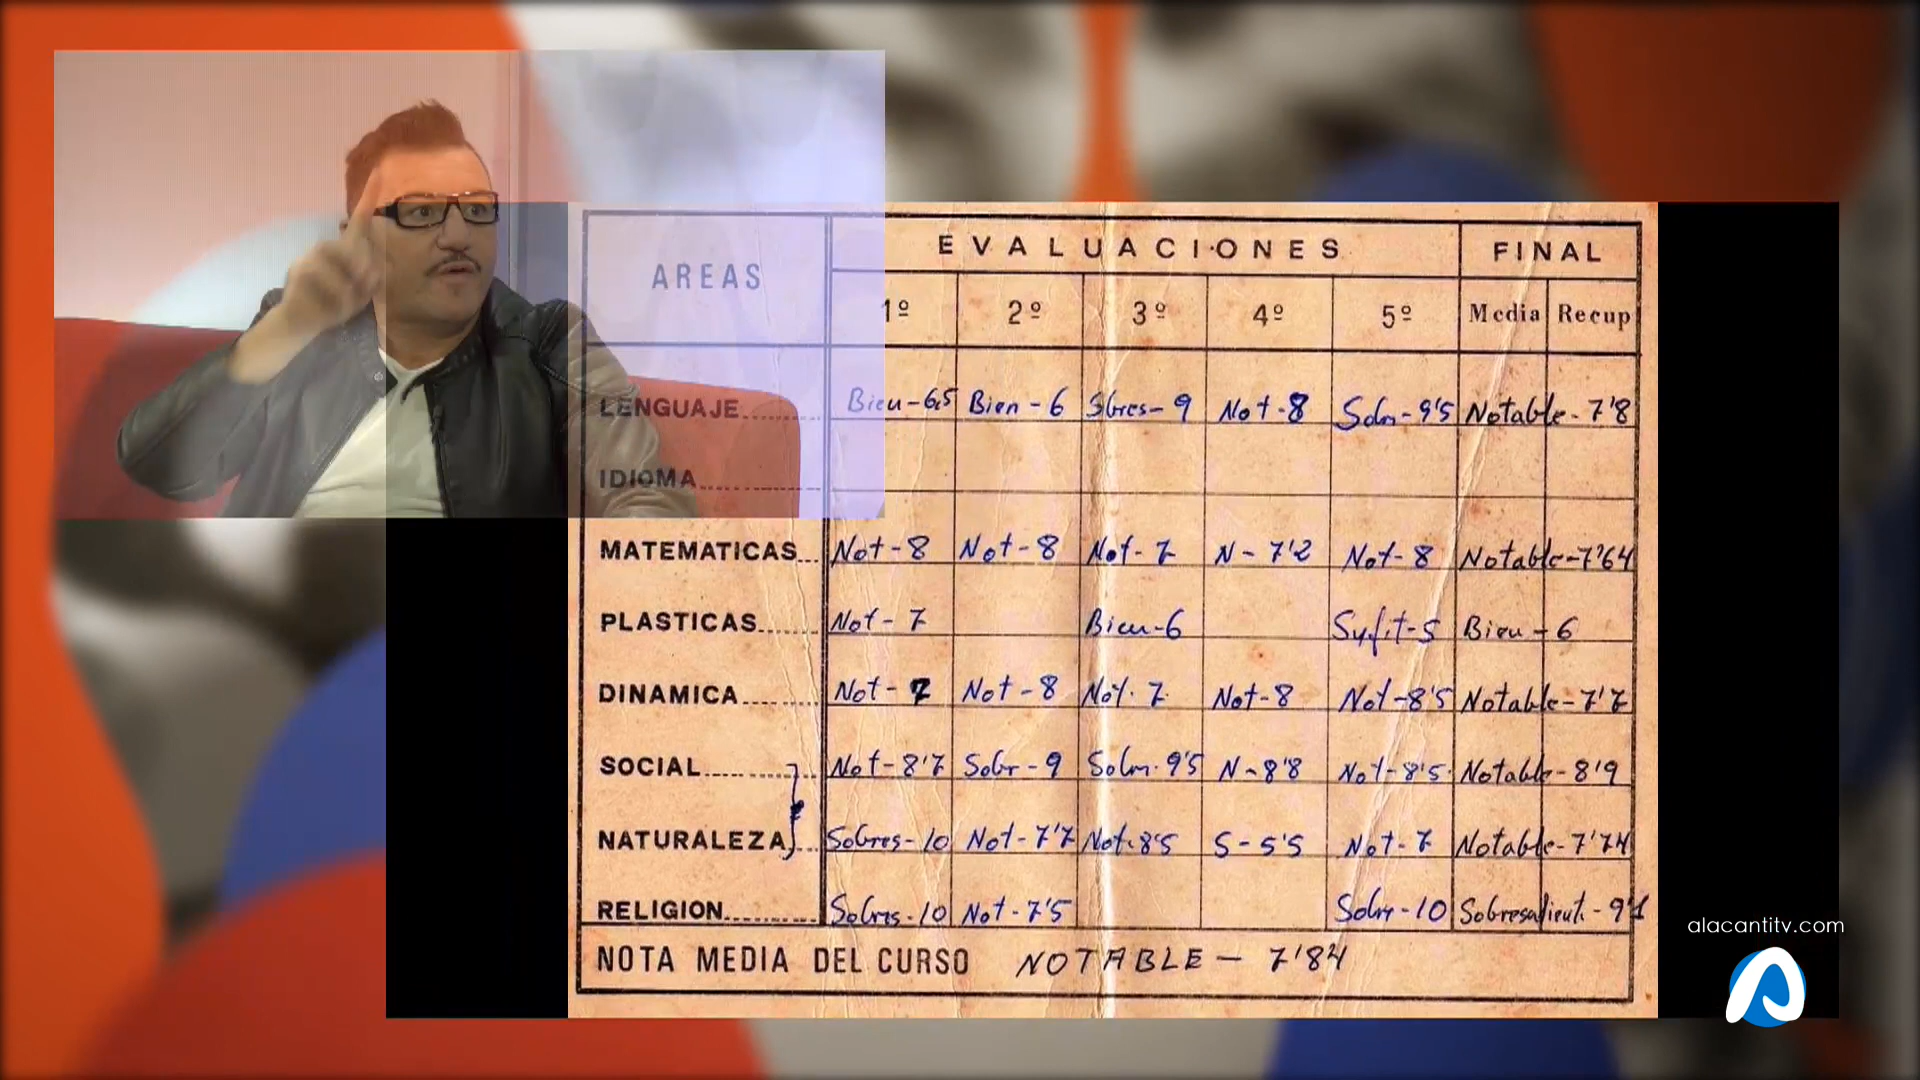 AREAS
EVALUACIONES
FINAL
1º 2º 3º 4º 5º Media Recup
LENGUAJE Bien-6,5 Bien-6 Sbres-9 Not-8 Sobr-9'5 Notable-7'8
IDIOMA
MATEMATICAS Not-8 Not-8 Not-7 N-7'2 Not-8 Notable-7'64
PLASTICAS Not-7 Bien-6 Sufit-5 Bien-6
DINAMICA Not-7 Not-8 Not-7 Not-8 Not-8'5 Notable-7'7
SOCIAL Not-8'7 Sobr-9 Sobr-9'5 N-8'8 Not-8'5 Notable-8'9
NATURALEZA Sobres-10 Not-7'7 Not-8'5 S-5'5 Not-7 Notable-7'74
RELIGION Sobres-10 Not-7'5 Sobr-10 Sobresalient-9'1
NOTA MEDIA DEL CURSO NOTABLE - 7'84
alacantitv.com